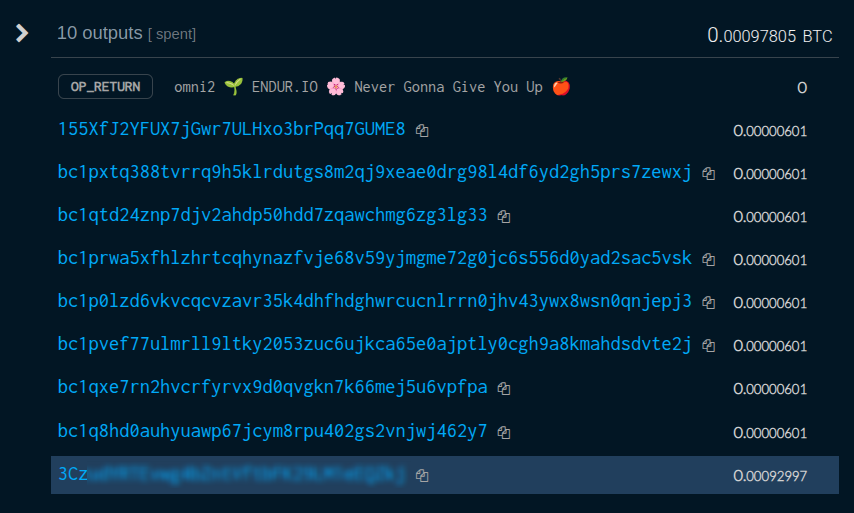 10 outputs [ spent] 0.00097805 BTC
OP_RETURN omni2 🌱 ENDUR.IO 🌸 Never Gonna Give You Up 🍎 0
155XfJ2YFUX7jGwr7ULHxo3brPqq7GUME8 0.00000601
bc1pxtq388tvrrq9h5klrdutgs8m2qj9xeae0drg98l4df6yd2gh5prs7zewxj 0.00000601
bc1qtd24znp7djv2ahdp50hdd7zqawchmg6zg3lg33 0.00000601
bc1prwa5xfhlzhrtcqhynazfvje68v59yjmgme72g0jc6s556d0yad2sac5vsk 0.00000601
bc1p0lzd6vkvcqcvzavr35k4dhfhdghwrcucnlrrn0jhv43ywx8wsn0qnjepj3 0.00000601
bc1pvef77ulmrll9ltky2053zuc6ujkca65e0ajptly0cgh9a8kmahdsdvte2j 0.00000601
bc1qxe7rn2hvcrfyrvx9d0qvgkn7k66mej5u6vpfpa 0.00000601
bc1q8hd0auhyuawp67jcym8rpu402gs2vnjwj462y7 0.00000601
3Cz 0.00092997